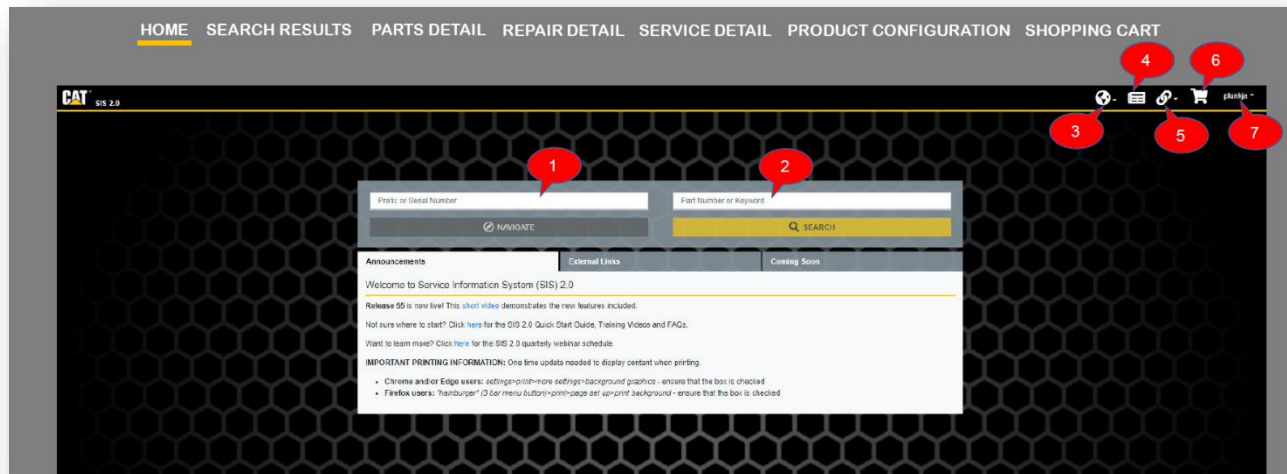 HOME SEARCH RESULTS PARTS DETAIL REPAIR DETAIL SERVICE DETAIL PRODUCT CONFIGURATION SHOPPING CART
4 6
CAT SIS 2.0 plunkja
3 5 7
1 2
Prefix or Serial Number Part Number or Keyword
NAVIGATE SEARCH
Announcements External Links Coming Soon
Welcome to Service Information System (SIS) 2.0
Release 55 is now live! This short video demonstrates the new features included.
Not sure where to start? Click here for the SIS 2.0 Quick Start Guide, Training Videos and FAQs.
Want to learn more? Click here for the SIS 2.0 quarterly webinar schedule.
IMPORTANT PRINTING INFORMATION: One time update needed to display content when printing.
• Chrome and/or Edge users: settings>print>more settings>background graphics - ensure that the box is checked
• Firefox users: "hamburger" (3 bar menu button)>print>page set up>print background - ensure that the box is checked